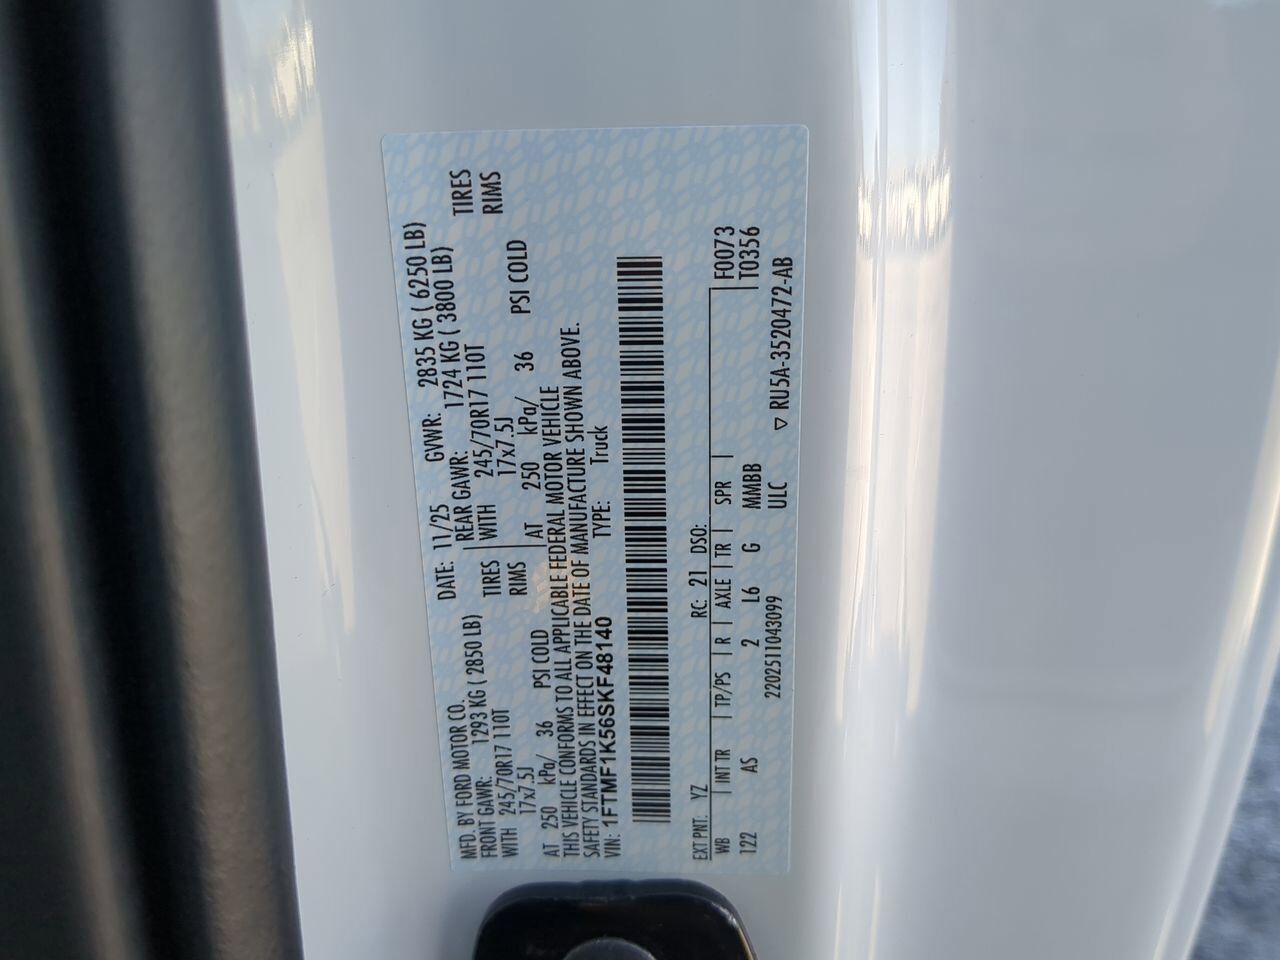 MFD. BY FORD MOTOR CO. DATE: 11/25 GVWR: 2835 KG ( 6250 LB)
FRONT GAWR: 1293 KG ( 2850 LB) REAR GAWR: 1724 KG ( 3800 LB)
WITH 245/70R17 110T TIRES WITH 245/70R17 110T TIRES
17x7.5J RIMS 17x7.5J RIMS
AT 250 kPa/ 36 PSI COLD AT 250 kPa/ 36 PSI COLD
THIS VEHICLE CONFORMS TO ALL APPLICABLE FEDERAL MOTOR VEHICLE
SAFETY STANDARDS IN EFFECT ON THE DATE OF MANUFACTURE SHOWN ABOVE.
VIN: 1FTMF1K56SKF48140 TYPE: Truck
EXT PNT: YZ RC: 21 DSO:
WB INT TR TP/PS R AXLE TR SPR F0073
122 AS 2 L6 G MMBB T0356
2202511043099 ULC ▽ RU5A-3520472-AB